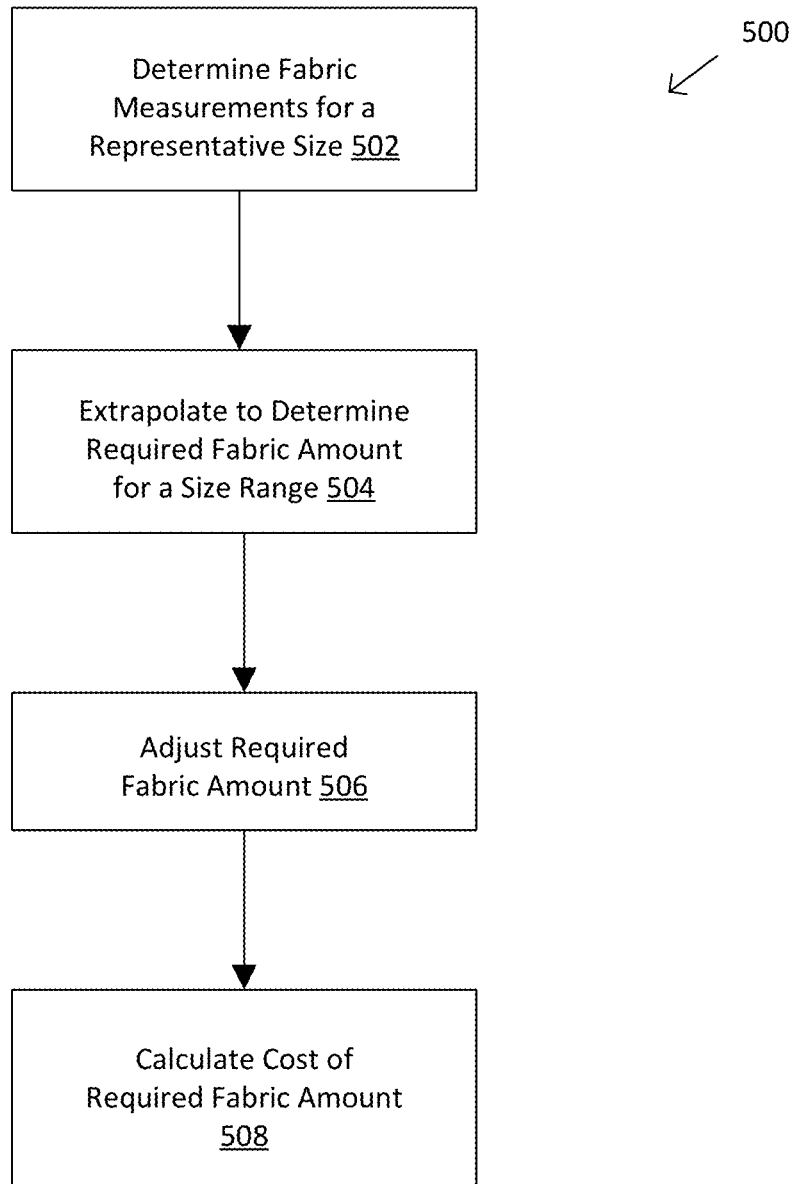 500
Determine Fabric
Measurements for a
Representative Size 502
Extrapolate to Determine
Required Fabric Amount
for a Size Range 504
Adjust Required
Fabric Amount 506
Calculate Cost of
Required Fabric Amount
508